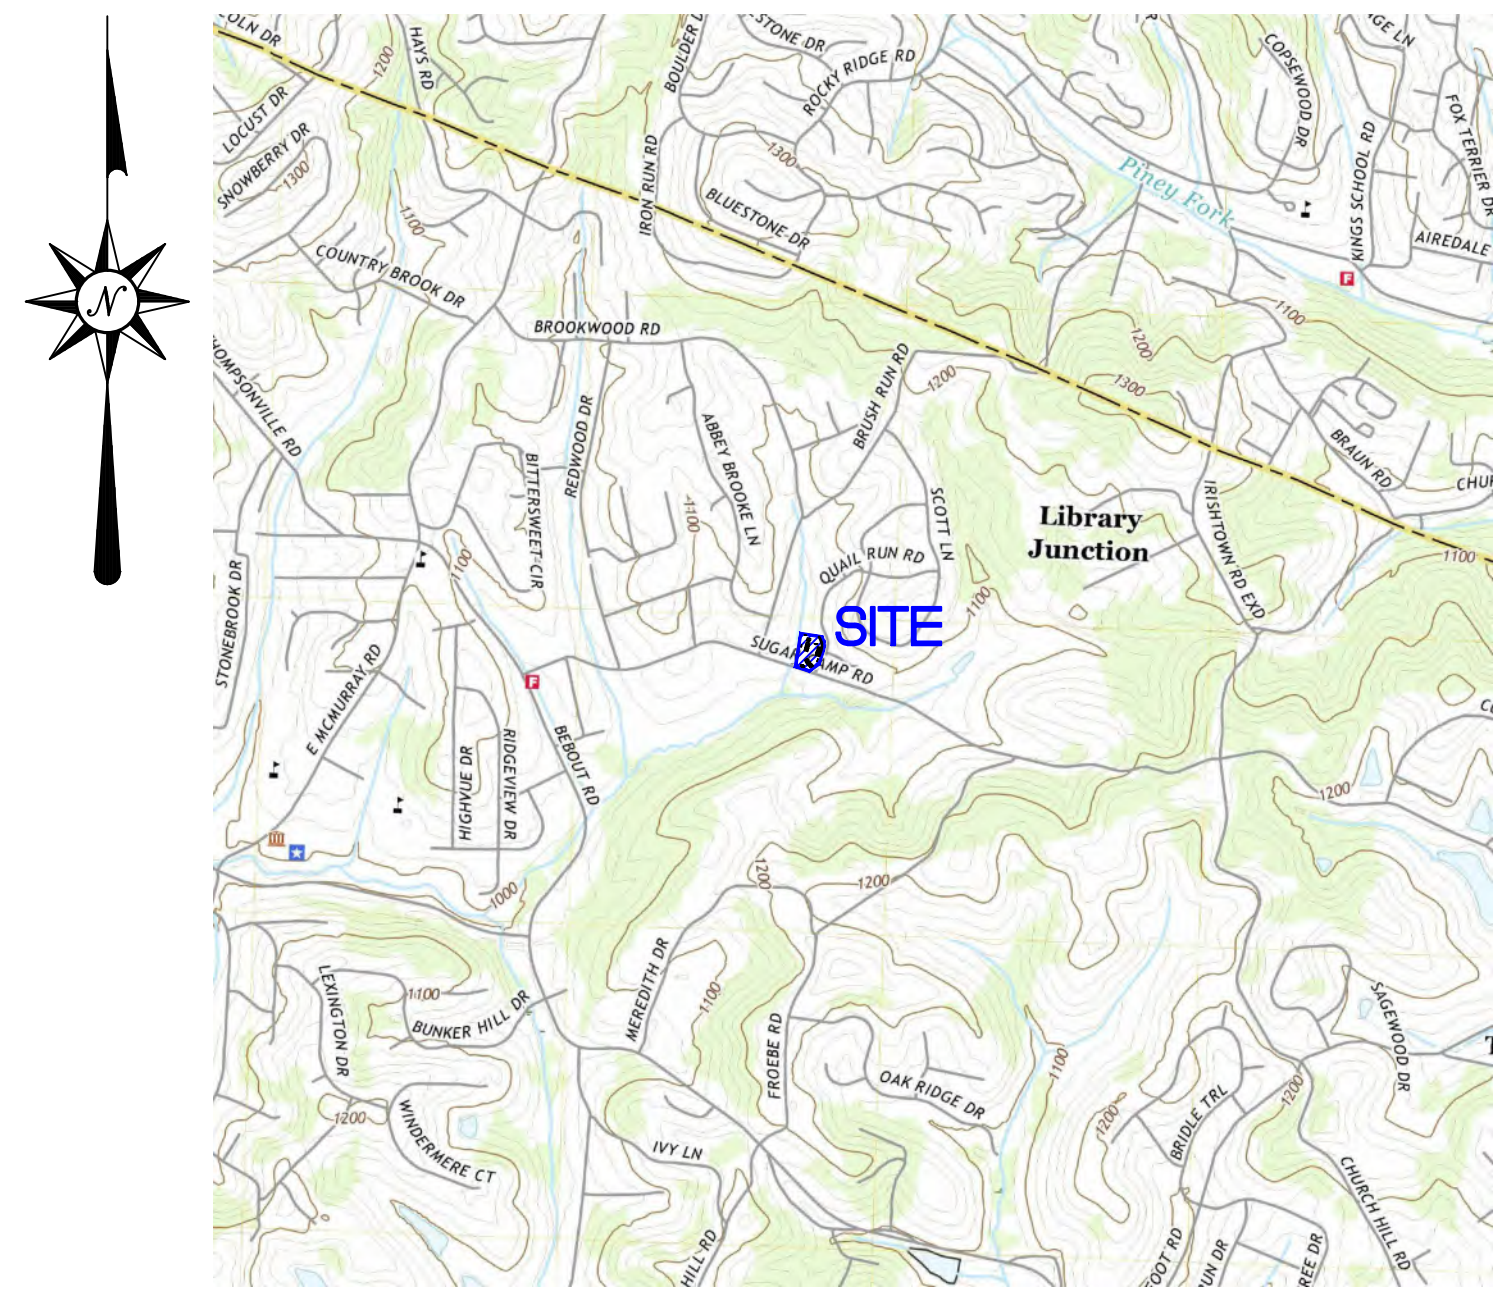 OLN DR
HAYS RD
BOULDER D
STONE DR
ROCKY RIDGE RD
COPSEWOOD DR
GE LN
1200
LOCUST DR
SNOWBERRY DR
1300
1100
IRON RUN RD
1300
BLUESTONE DR
Piney Fork
KINGS SCHOOL RD
FOX TERRIER DR
AIREDALE
F
COUNTRY BROOK DR
BROOKWOOD RD
1100
1200
1200
1300
HOMPSONVILLE RD
BRUSH RUN RD
REDWOOD DR
ABBEY BROOKE LN
BITTERSWEET CIR
1100
BRAUN RD
CHUR
SCOTT LN
IRISHTOWN RD EXD
Library
Junction
1100
1100
QUAIL RUN RD
N
STONEBROOK DR
1100
SITE
SUGAR CAMP RD
E MCMURRAY RD
F
HIGHVUE DR
RIDGEVIEW DR
BEBOUT RD
1200
1000
1200
1200
MEREDITH DR
1100
LEXINGTON DR
1100
BUNKER HILL DR
FROEBE RD
OAK RIDGE DR
1100
SAGEWOOD DR
T
1200
1200
1200
BRIDLE TRL
WINDERMERE CT
IVY LN
CHURCH HILL RD
HILL RD
FOOT RD
UN DR
REE DR